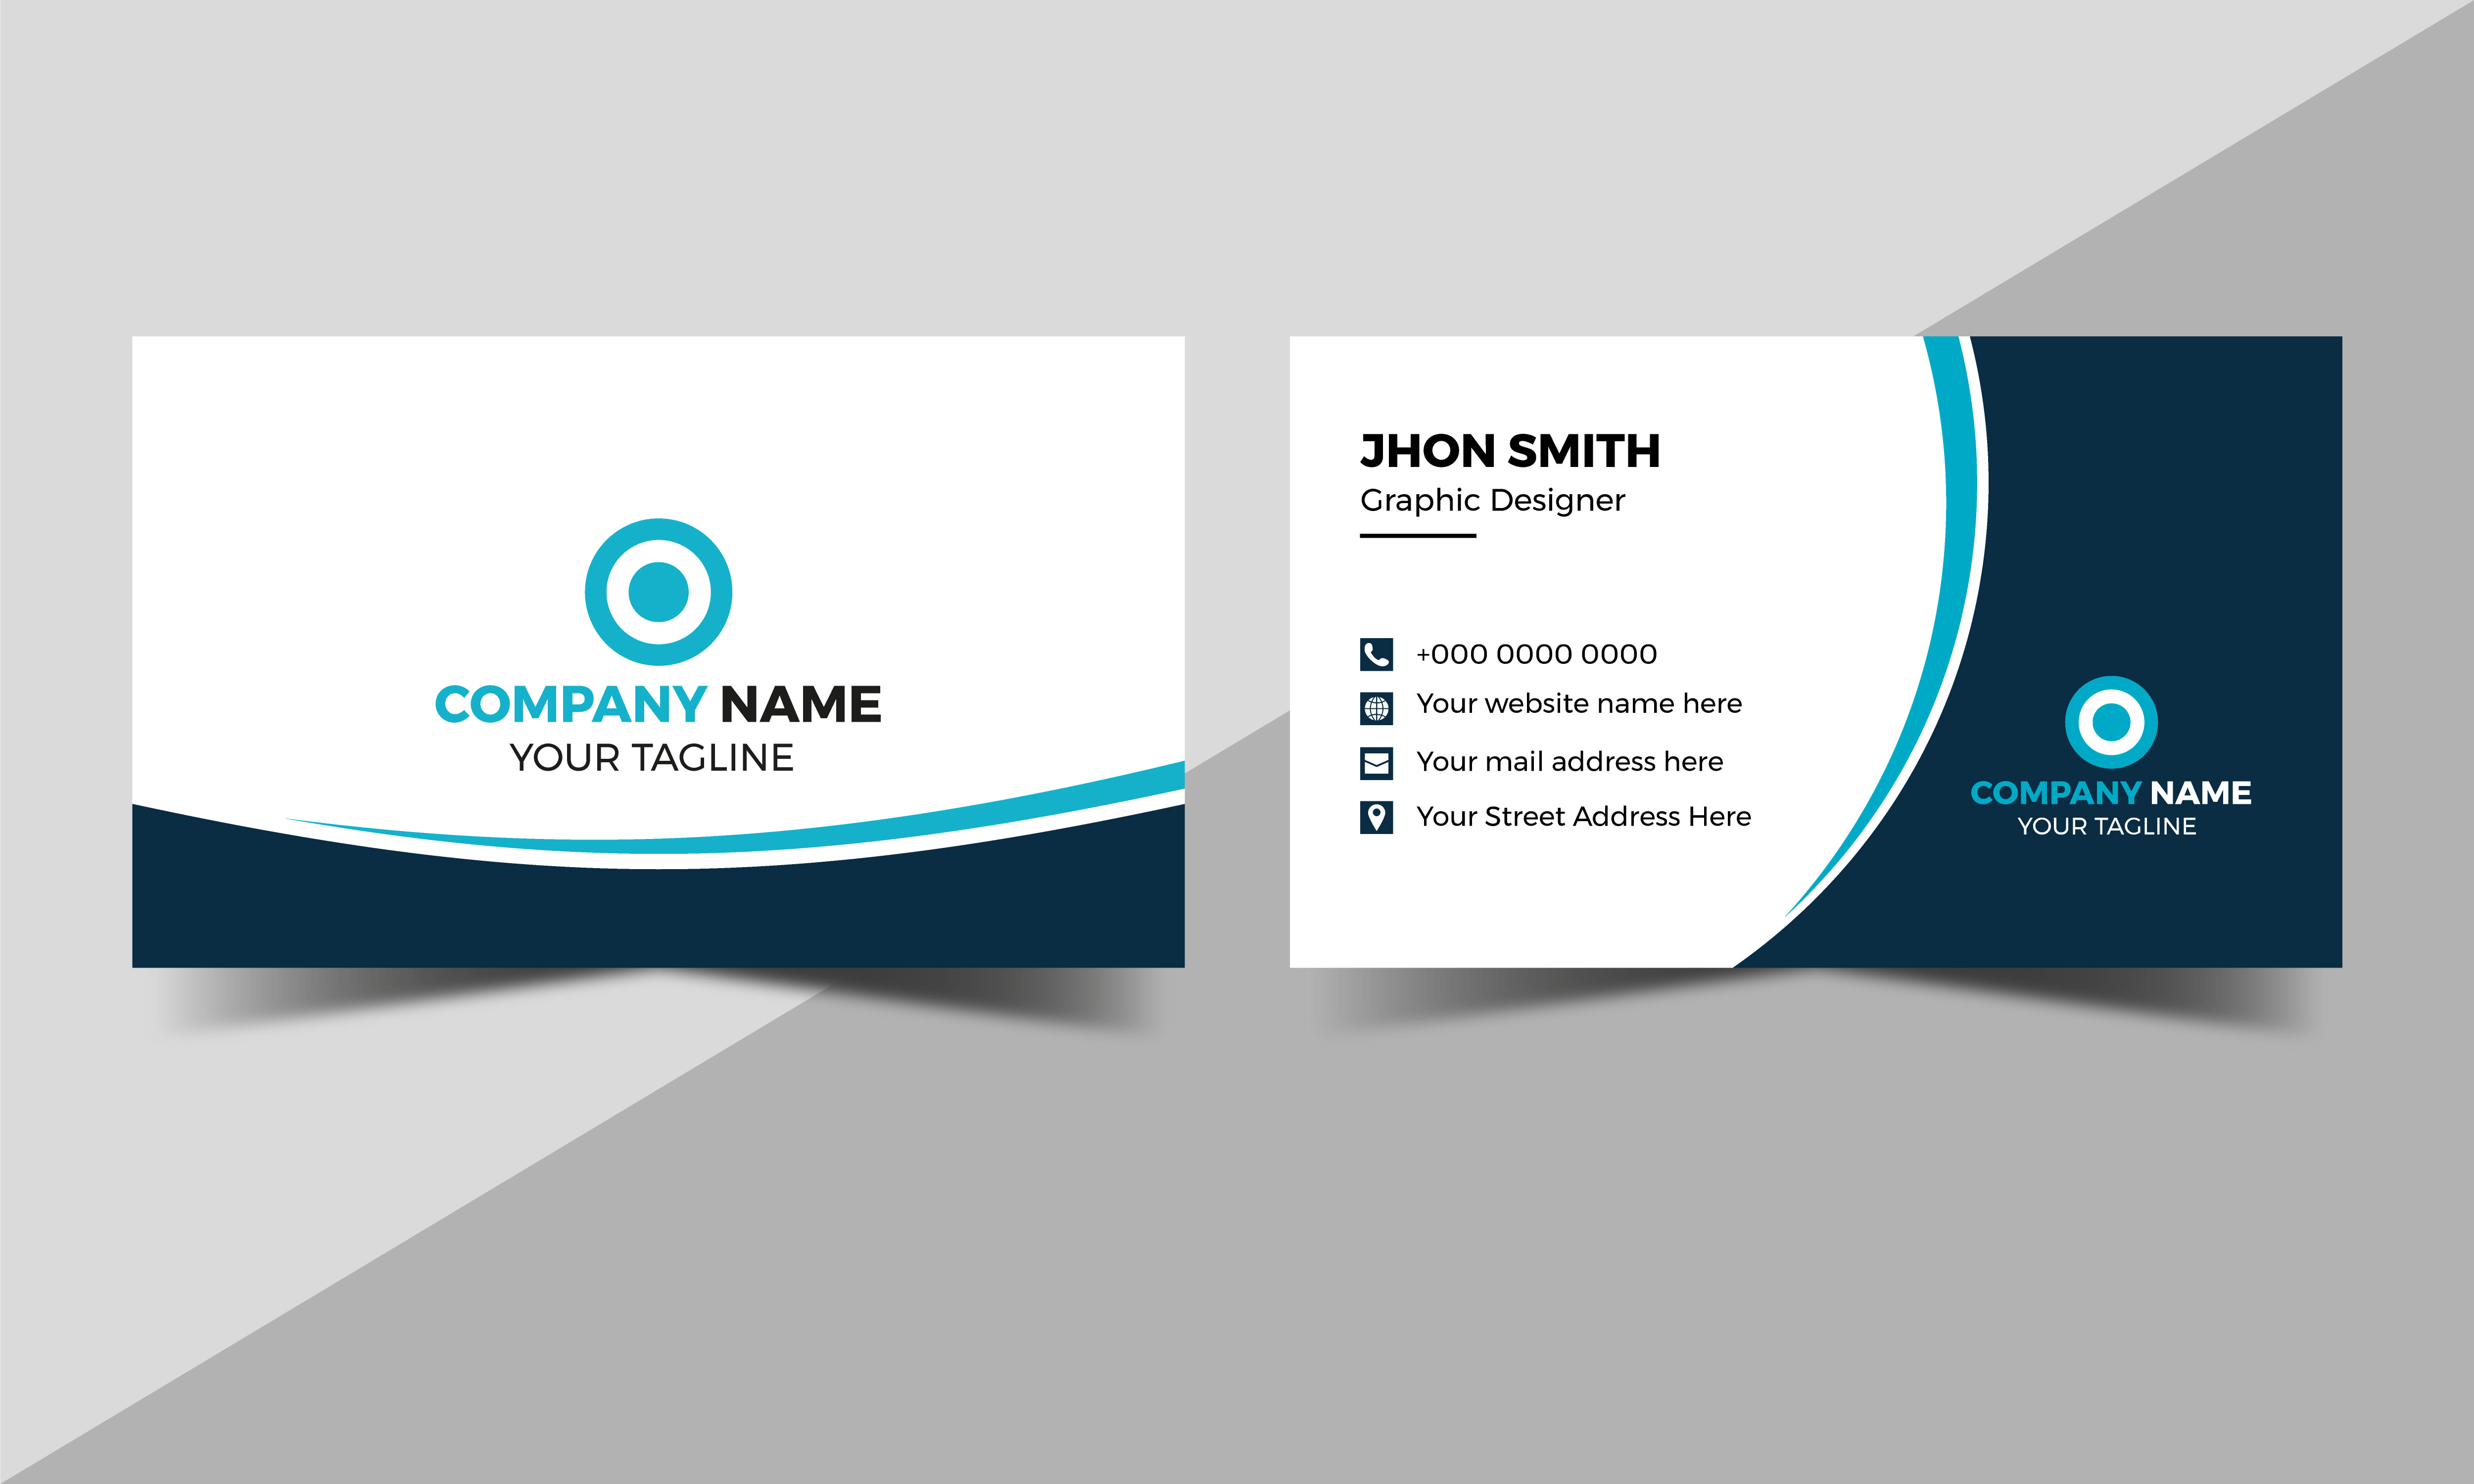 COMPANY NAME
YOUR TAGLINE
JHON SMITH
Graphic Designer
+000 0000 0000
Your website name here
Your mail address here
Your Street Address Here
COMPANY NAME
YOUR TAGLINE